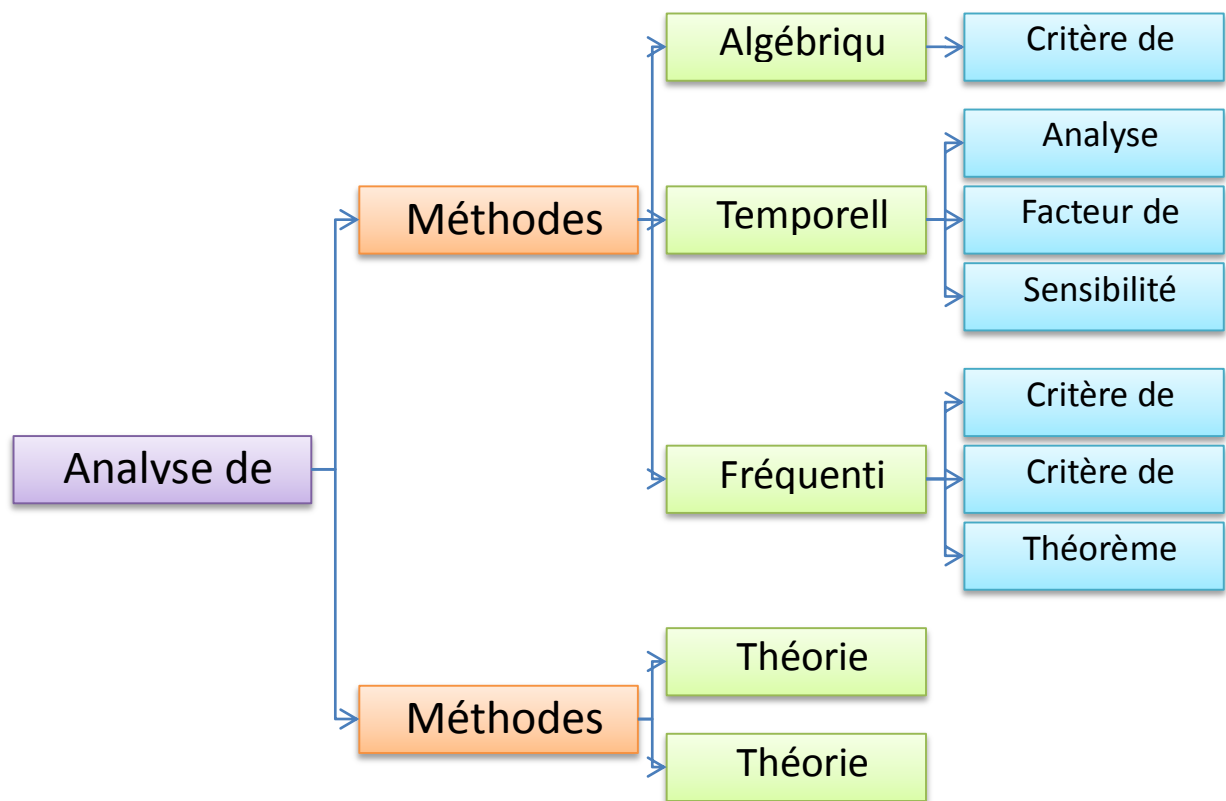 Algébriqu
Critère de
Analyse
Méthodes
Temporell
Facteur de
Sensibilité
Critère de
Analyse de
Fréquenti
Critère de
Théorème
Théorie
Méthodes
Théorie